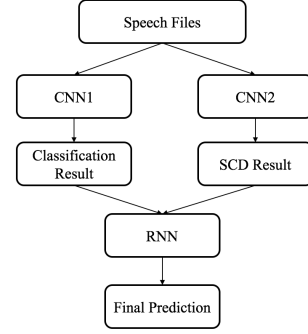 Speech Files
CNN1
CNN2
Classification
Result
SCD Result
RNN
Final Prediction